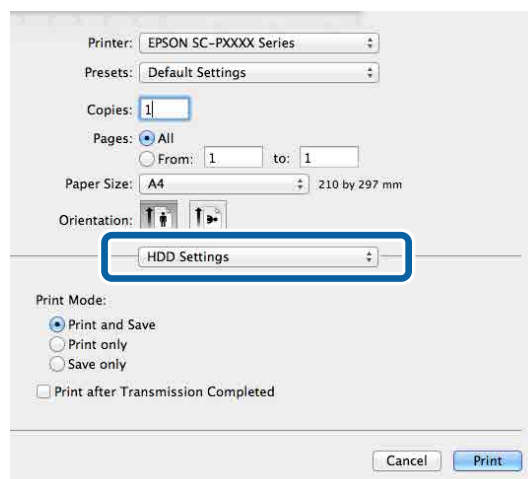 Printer: EPSON SC-PXXXX Series
Presets: Default Settings
Copies: 1
Pages: All
From: 1 to: 1
Paper Size: A4 210 by 297 mm
Orientation:
HDD Settings
Print Mode:
Print and Save
Print only
Save only
Print after Transmission Completed
Cancel Print